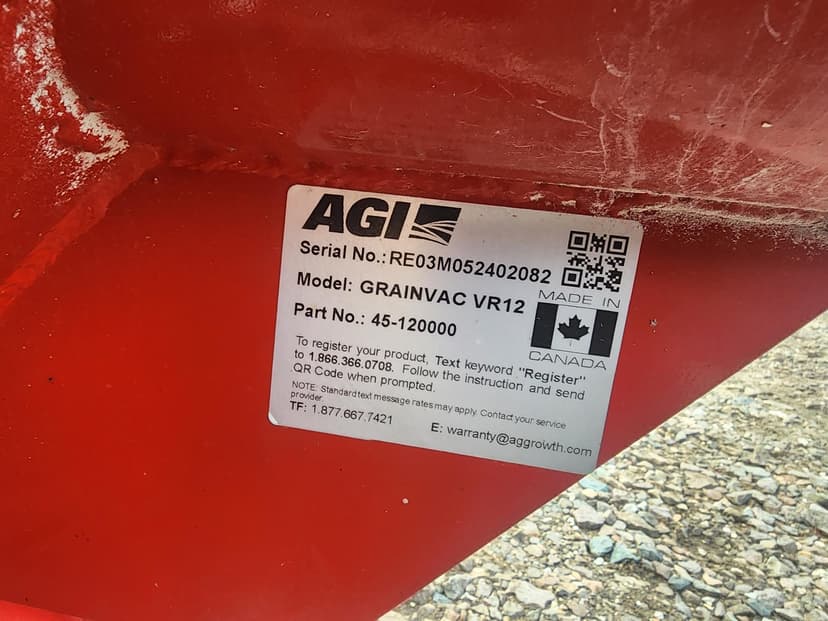 AGI
Serial No.: RE03M052402082
Model: GRAINVAC VR12
MADE IN
Part No.: 45-120000
CANADA
To register your product, Text keyword "Register"
to 1.866.366.0708. Follow the instruction and send
QR Code when prompted.
NOTE: Standard text message rates may apply. Contact your service
provider.
TF: 1.877.667.7421
E: warranty@aggrowth.com